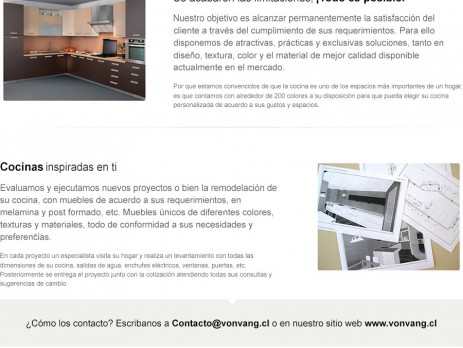 Se acabaron las limitaciones, ¡Todo es posible!
Nuestro objetivo es alcanzar permanentemente la satisfacción del
cliente a través del cumplimiento de sus requerimientos. Para ello
disponemos de atractivas, prácticas y exclusivas soluciones, tanto en
diseño, textura, color y el material de mejor calidad disponible
actualmente en el mercado.
Por que estamos convencidos de que la cocina es uno de los espacios más importantes de un hogar,
es que contamos con alrededor de 200 colores a su disposición para que pueda elegir su cocina
personalizada de acuerdo a sus gustos y espacios.
Cocinas inspiradas en ti
Evaluamos y ejecutamos nuevos proyectos o bien la remodelación de
su cocina, con muebles de acuerdo a sus requerimientos, en
melamina y post formado, etc. Muebles únicos de diferentes colores,
texturas y materiales, todo de conformidad a sus necesidades y
preferencias.
En cada proyecto un especialista visita su hogar y realiza un levantamiento con todas las
dimensiones de su cocina, salidas de agua, enchufes eléctricos, ventanas, puertas, etc.
Posteriormente se entrega el proyecto junto con la cotización atendiendo todas sus consultas y
sugerencias de cambio.
¿Cómo los contacto? Escribanos a Contacto@vonvang.cl o en nuestro sitio web www.vonvang.cl